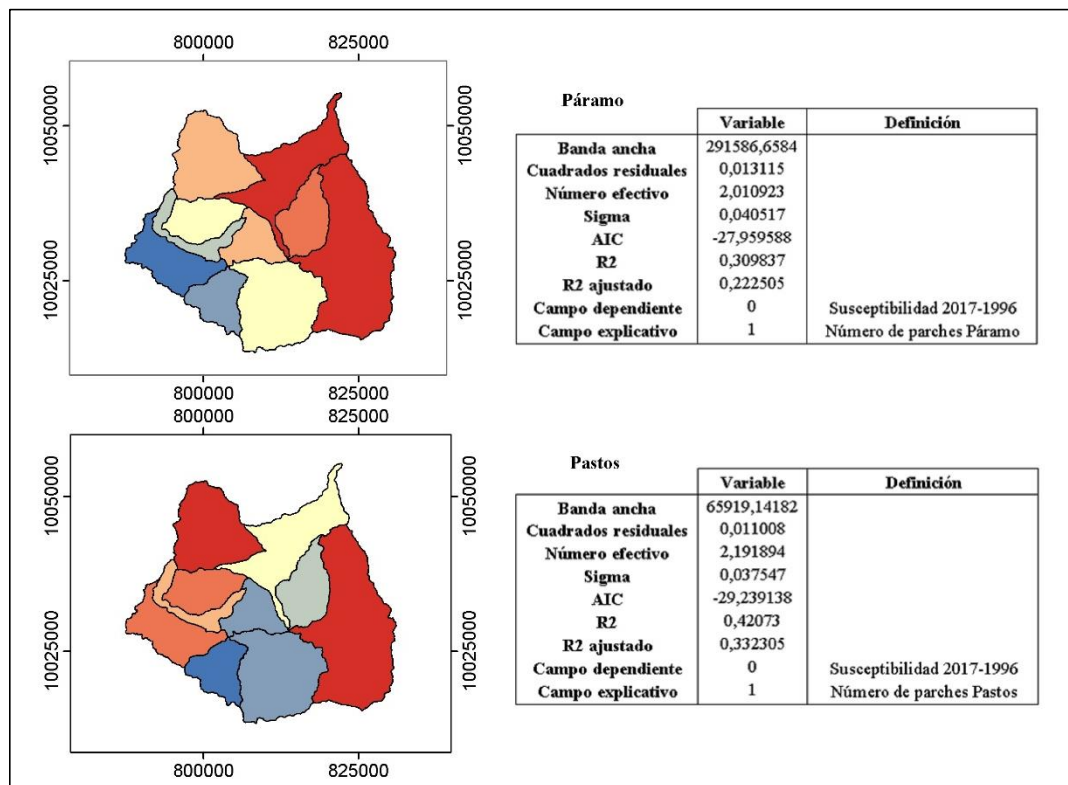 800000 825000
10050000
10025000
10050000
10025000
800000 825000
Páramo
Variable Definición
Banda ancha 291586,6584
Cuadrados residuales 0,013115
Número efectivo 2,010923
Sigma 0,040517
AIC -27,959588
R2 0,309837
R2 ajustado 0,222505
Campo dependiente 0 Susceptibilidad 2017-1996
Campo explicativo 1 Número de parches Páramo
800000 825000
10050000
10025000
10050000
10025000
800000 825000
Pastos
Variable Definición
Banda ancha 65919,14182
Cuadrados residuales 0,011008
Número efectivo 2,191894
Sigma 0,037547
AIC -29,239138
R2 0,42073
R2 ajustado 0,332305
Campo dependiente 0 Susceptibilidad 2017-1996
Campo explicativo 1 Número de parches Pastos